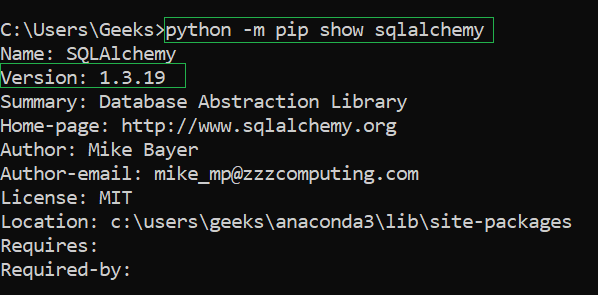 C:\Users\Geeks>python -m pip show sqlalchemy
Name: SQLAlchemy
Version: 1.3.19
Summary: Database Abstraction Library
Home-page: http://www.sqlalchemy.org
Author: Mike Bayer
Author-email: mike_mp@zzzcomputing.com
License: MIT
Location: c:\users\geeks\anaconda3\lib\site-packages
Requires:
Required-by: